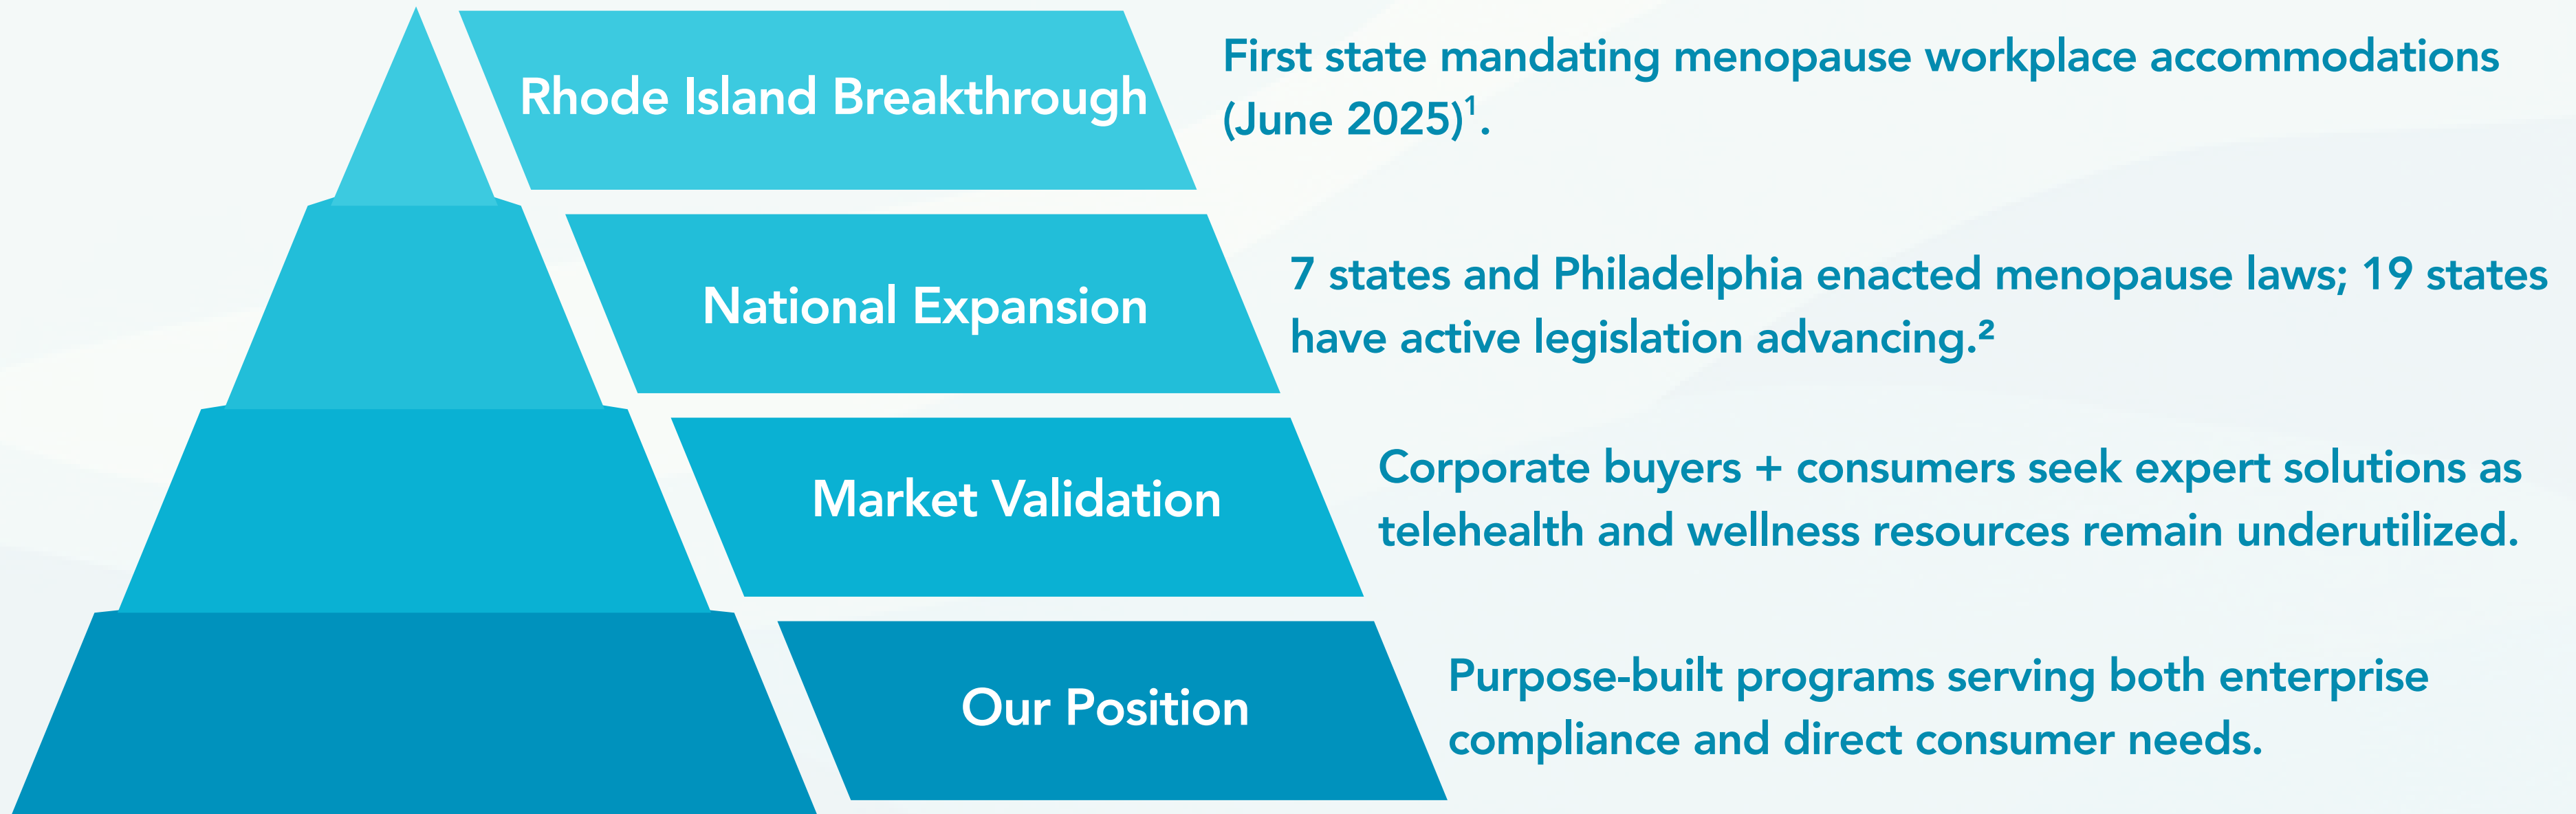 Rhode Island Breakthrough
First state mandating menopause workplace accommodations
(June 2025)¹.
National Expansion
7 states and Philadelphia enacted menopause laws; 19 states
have active legislation advancing.²
Market Validation
Corporate buyers + consumers seek expert solutions as
telehealth and wellness resources remain underutilized.
Our Position
Purpose-built programs serving both enterprise
compliance and direct consumer needs.